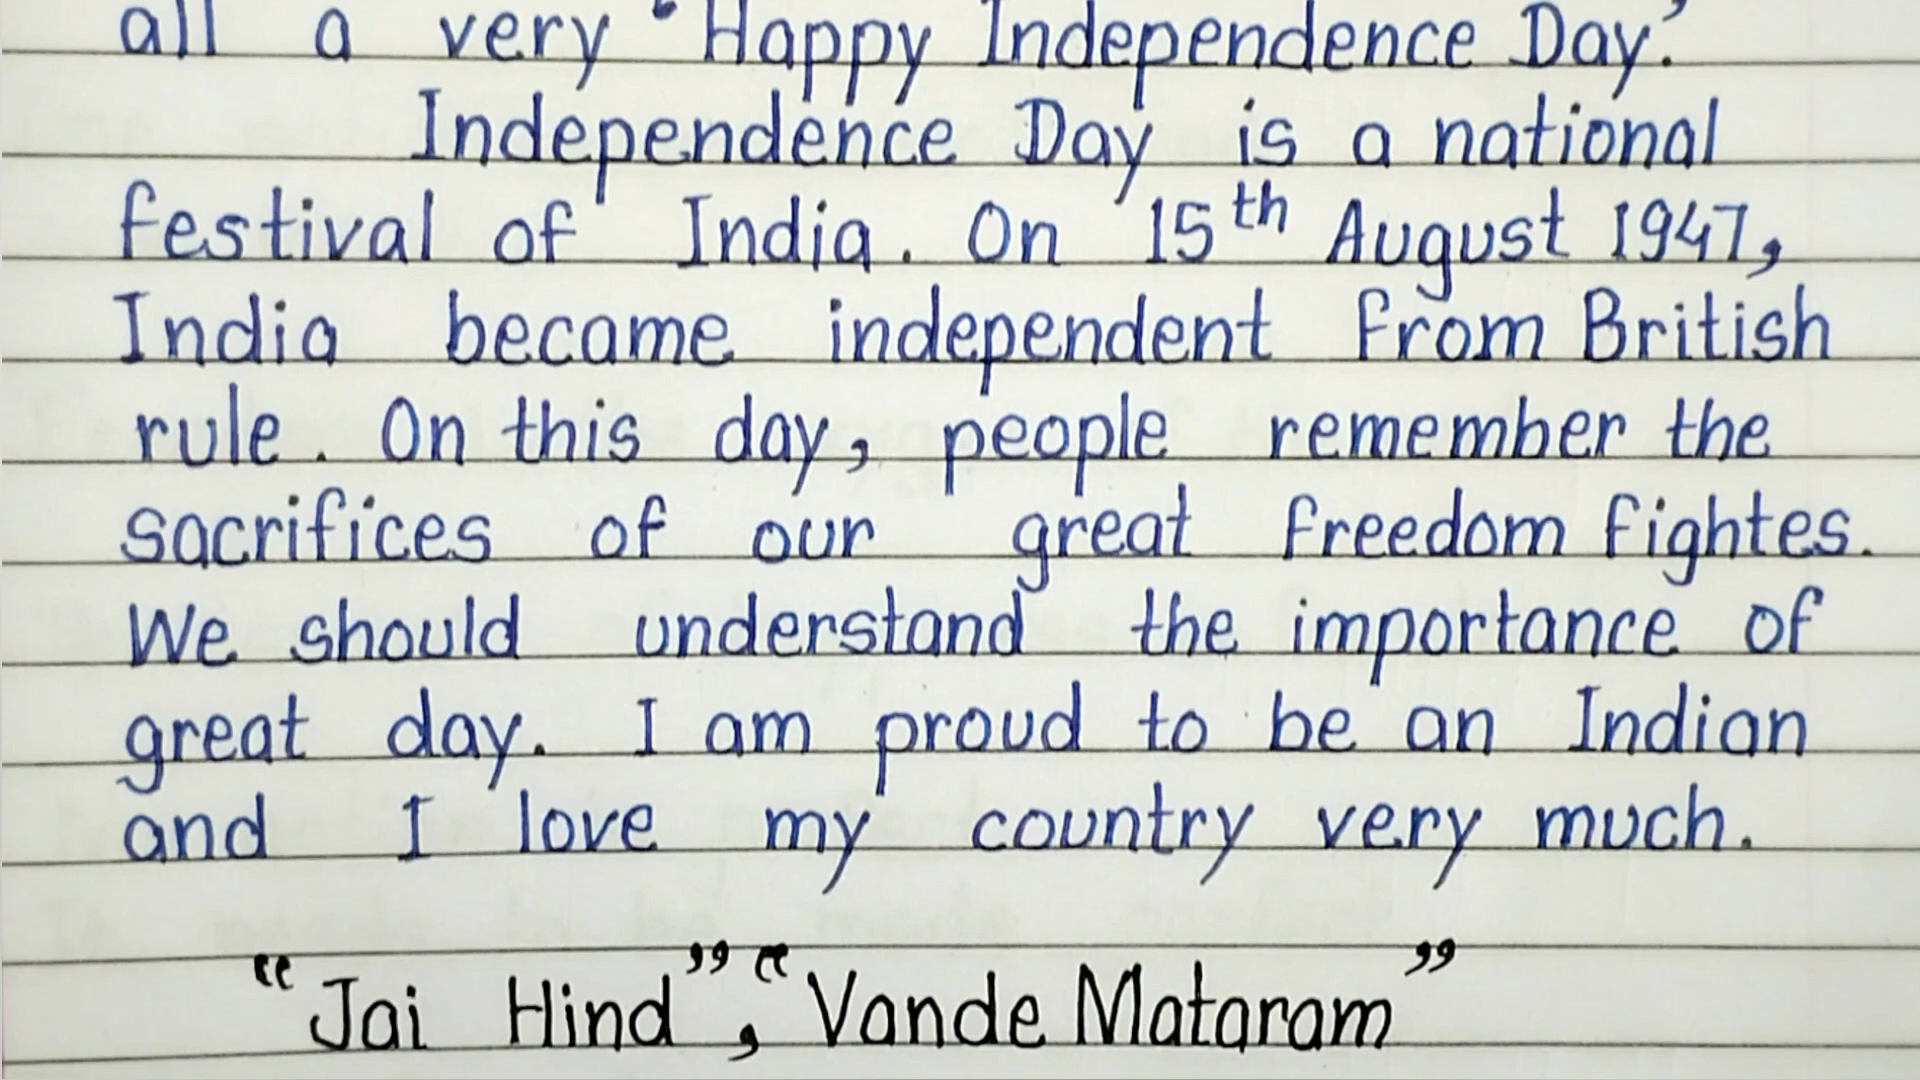 all a very 'Happy Independence Day.'
Independence Day is a national
festival of India. On 15th August 1947,
India became independent from British
rule. On this day, people remember the
sacrifices of our great freedom fightes.
We should understand the importance of
great day. I am proud to be an Indian
and I love my country very much.
"Jai Hind", "Vande Mataram"